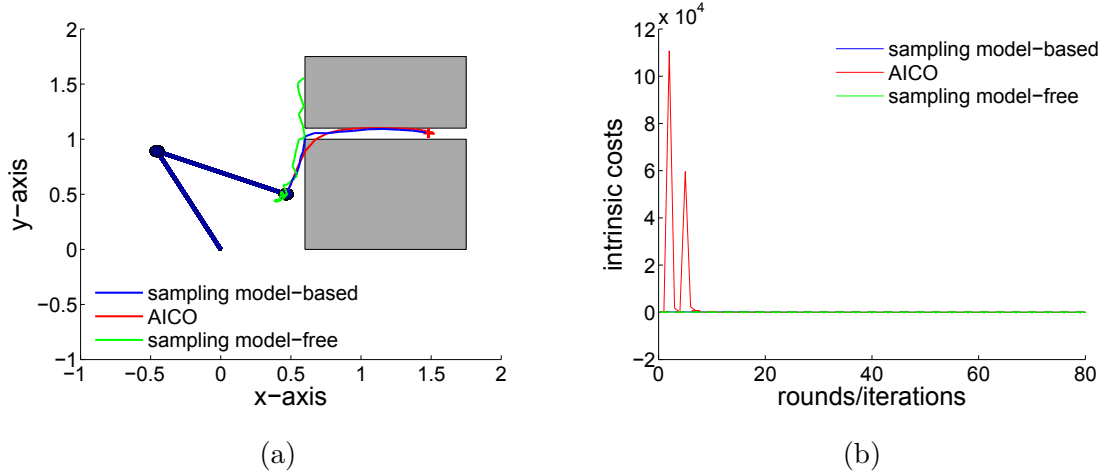 2
1.5
1
0.5
0
−0.5
−1
y−axis
−1 −0.5 0 0.5 1 1.5 2
x−axis
sampling model−based
AICO
sampling model−free
(a)
x 10⁴
12
10
8
6
4
2
0
−2
intrinsic costs
0 20 40 60 80
rounds/iterations
sampling model−based
AICO
sampling model−free
(b)